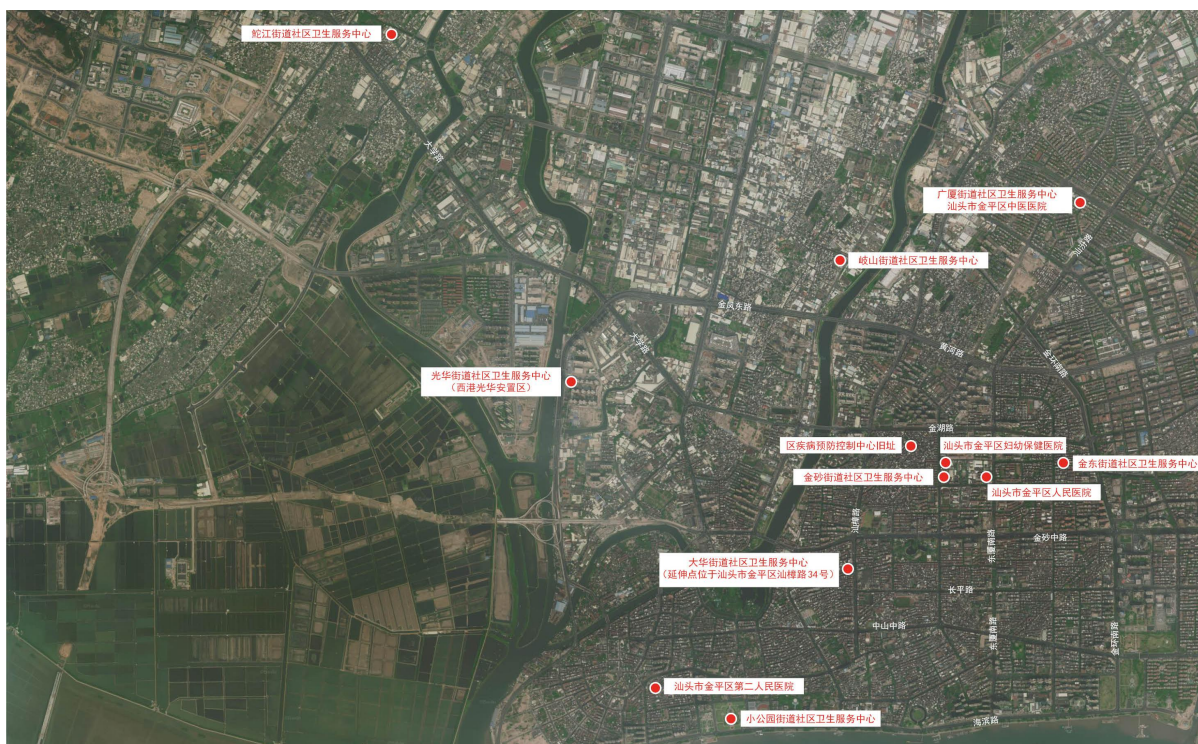 鮀江街道社区卫生服务中心
大学路
广厦街道社区卫生服务中心
汕头市金平区中医医院
汕汾路
岐山街道社区卫生服务中心
金凤东路
大学路
黄河路
金环南路
光华街道社区卫生服务中心
（西港光华安置区）
金湖路
区疾病预防控制中心旧址
汕头市金平区妇幼保健医院
金东街道社区卫生服务中心
金砂街道社区卫生服务中心
汕头市金平区人民医院
汕樟路
东厦南路
金砂中路
大华街道社区卫生服务中心
（延伸点位于汕头市金平区汕樟路34号）
长平路
中山中路
东厦南路
金环南路
汕头市金平区第二人民医院
小公园街道社区卫生服务中心
海滨路